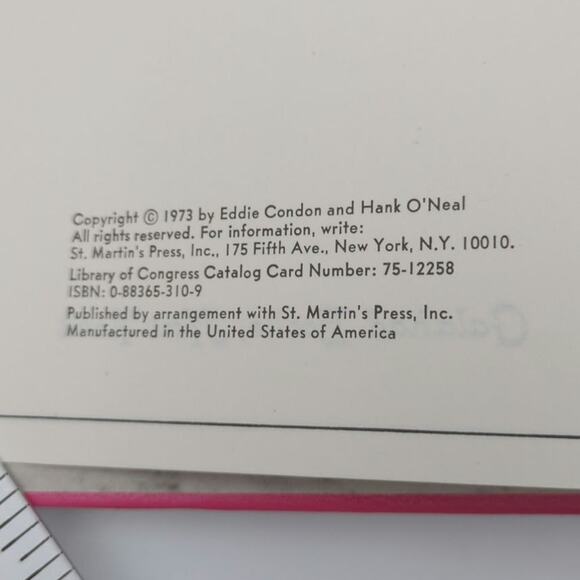 Copyright © 1973 by Eddie Condon and Hank O'Neal
All rights reserved. For information, write:
St. Martin's Press, Inc., 175 Fifth Ave., New York, N.Y. 10010.
Library of Congress Catalog Card Number: 75-12258
ISBN: 0-88365-310-9
Published by arrangement with St. Martin's Press, Inc.
Manufactured in the United States of America